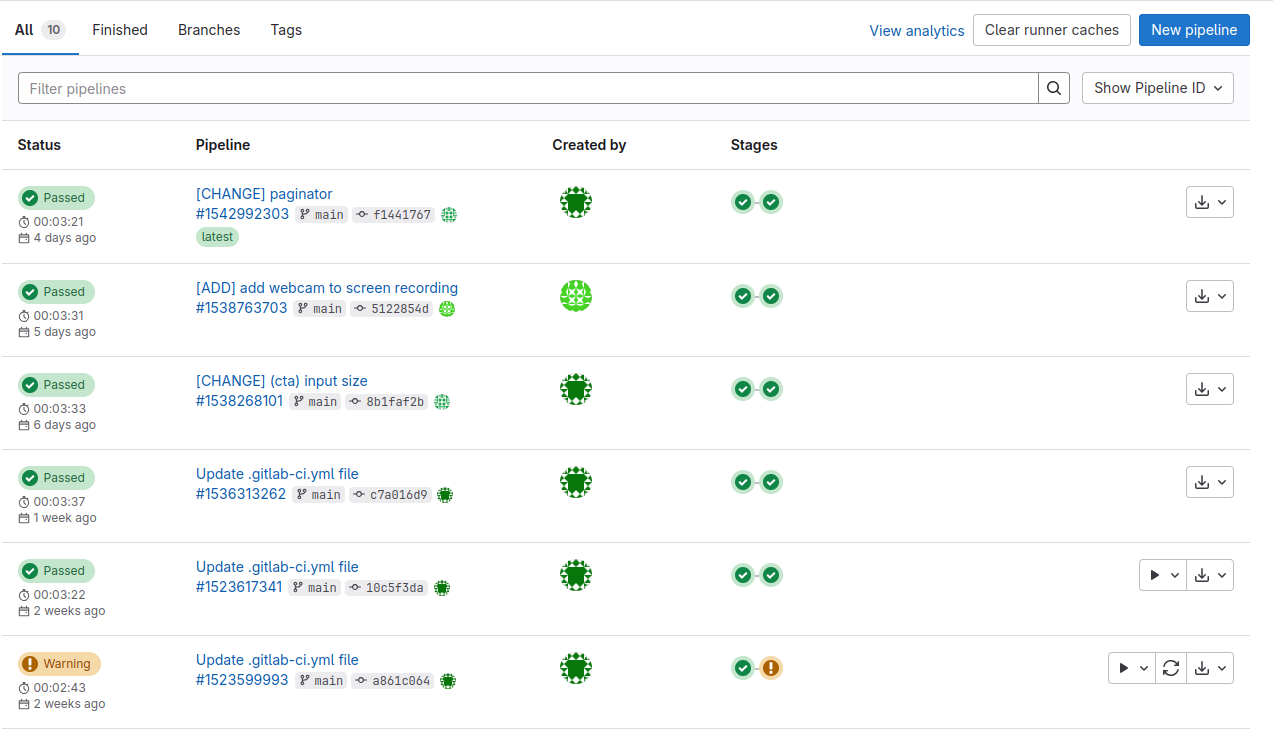 All 10 Finished Branches Tags View analytics Clear runner caches New pipeline
Filter pipelines Show Pipeline ID
Status Pipeline Created by Stages
Passed
00:03:21
4 days ago
[CHANGE] paginator
#1542992303 main f1441767
latest
Passed
00:03:31
5 days ago
[ADD] add webcam to screen recording
#1538763703 main 5122854d
Passed
00:03:33
6 days ago
[CHANGE] (cta) input size
#1538268101 main 8b1faf2b
Passed
00:03:37
1 week ago
Update .gitlab-ci.yml file
#1536313262 main c7a016d9
Passed
00:03:22
2 weeks ago
Update .gitlab-ci.yml file
#1523617341 main 10c5f3da
Warning
00:02:43
2 weeks ago
Update .gitlab-ci.yml file
#1523599993 main a861c064